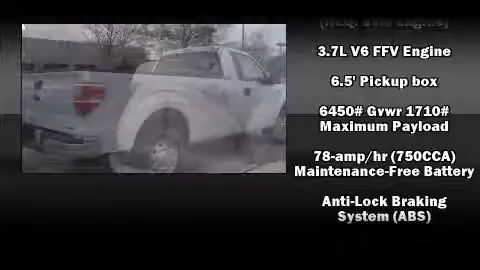 3.7L V6 FFV Engine
6.5' Pickup box
6450# Gvwr 1710#
Maximum Payload
78-amp/hr (750CCA)
Maintenance-Free Battery
Anti-Lock Braking
System (ABS)